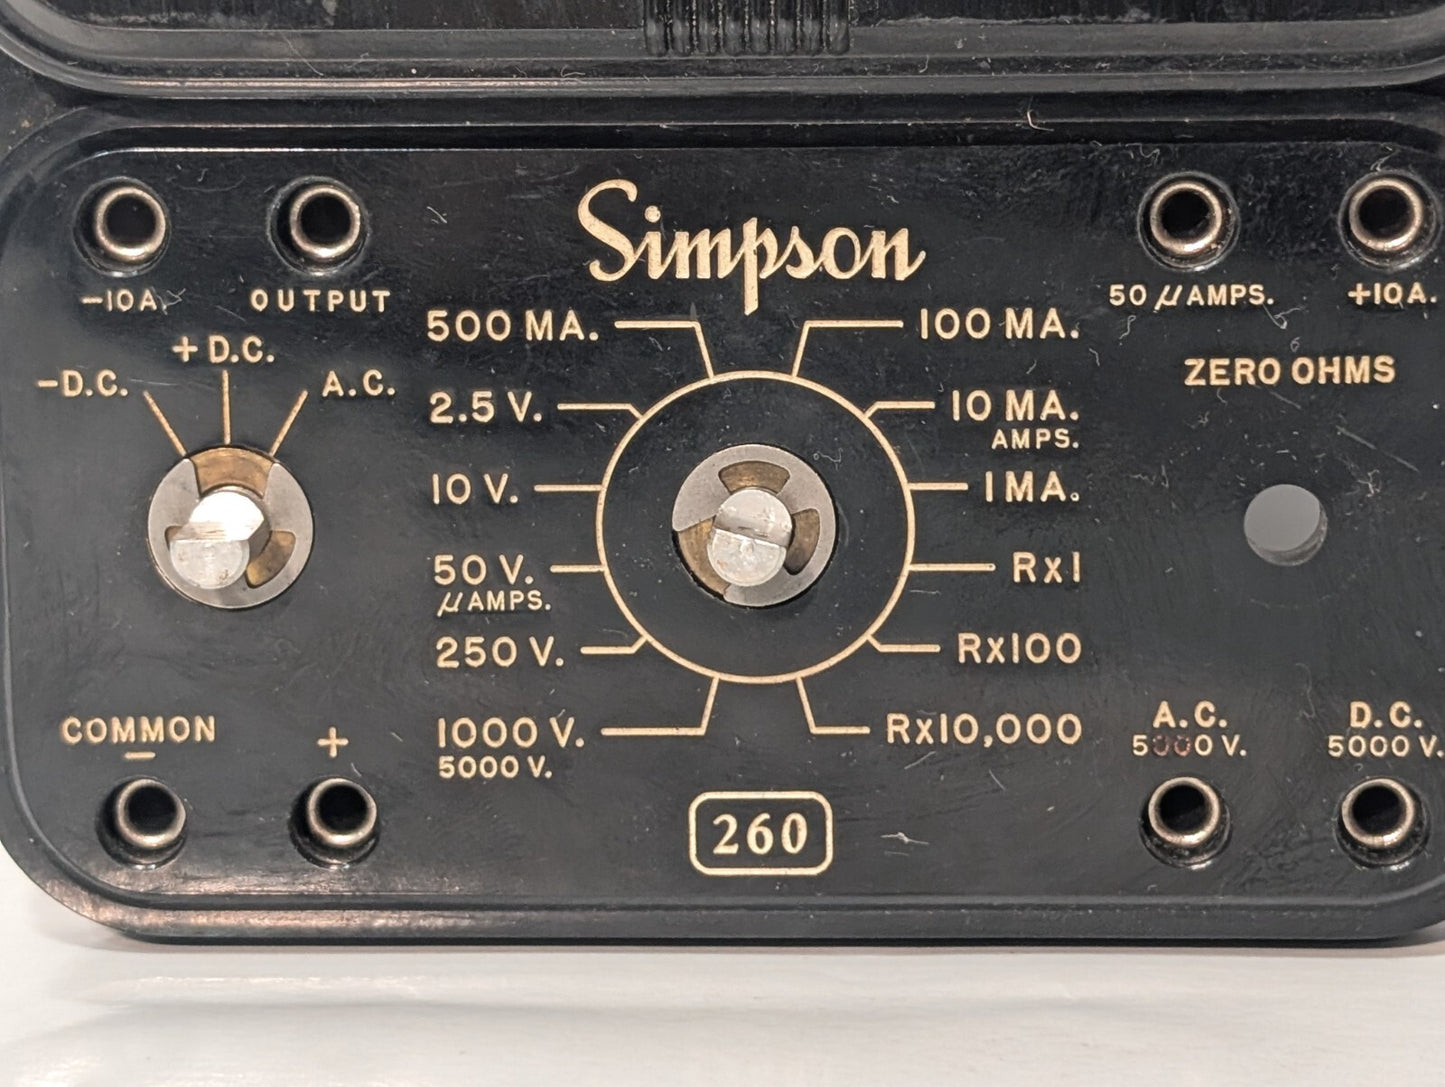 Simpson
-10A.
OUTPUT
50 μAMPS.
+10A.
-D.C.
+D.C.
A.C.
500 MA.
2.5 V.
10 V.
50 V.
μAMPS.
250 V.
1000 V.
5000 V.
100 MA.
10 MA.
AMPS.
1 MA.
Rx1
Rx100
Rx10,000
ZERO OHMS
COMMON
-
+
260
A.C.
5000 V.
D.C.
5000 V.